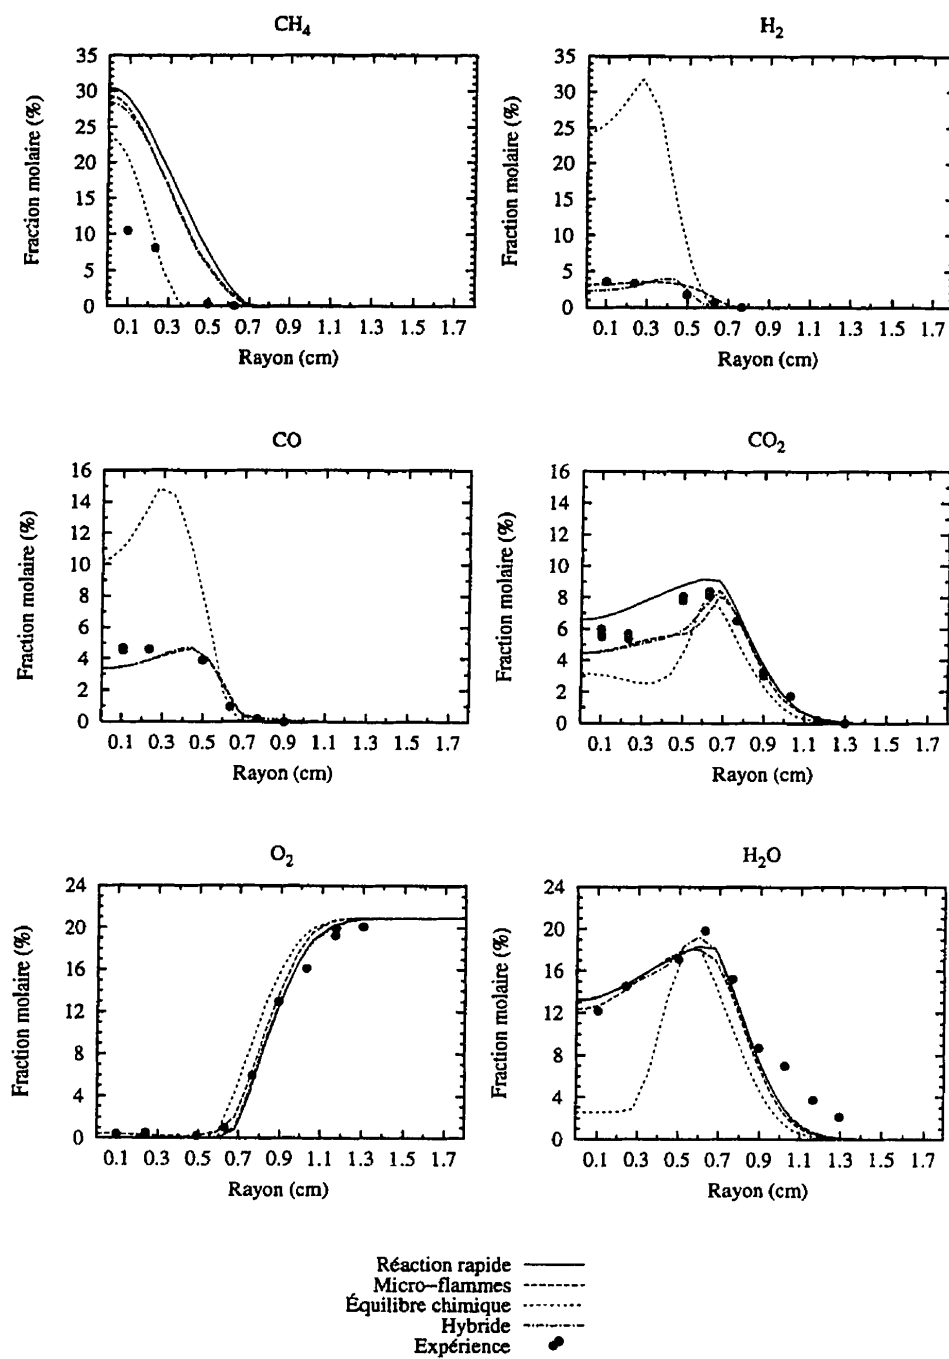 CH4
H2
35
30
25
20
15
10
5
0
Fraction molaire (%)
0.1 0.3 0.5 0.7 0.9 1.1 1.3 1.5 1.7
Rayon (cm)
35
30
25
20
15
10
5
0
Fraction molaire (%)
0.1 0.3 0.5 0.7 0.9 1.1 1.3 1.5 1.7
Rayon (cm)
CO
CO2
16
14
12
10
8
6
4
2
0
Fraction molaire (%)
0.1 0.3 0.5 0.7 0.9 1.1 1.3 1.5 1.7
Rayon (cm)
16
14
12
10
8
6
4
2
0
Fraction molaire (%)
0.1 0.3 0.5 0.7 0.9 1.1 1.3 1.5 1.7
Rayon (cm)
O2
H2O
24
20
16
12
8
4
0
Fraction molaire (%)
0.1 0.3 0.5 0.7 0.9 1.1 1.3 1.5 1.7
Rayon (cm)
24
20
16
12
8
4
0
Fraction molaire (%)
0.1 0.3 0.5 0.7 0.9 1.1 1.3 1.5 1.7
Rayon (cm)
Réaction rapide
Micro–flammes
Équilibre chimique
Hybride
Expérience